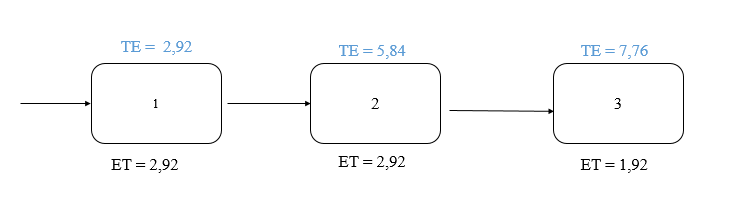 TE = 2,92
TE = 5,84
TE = 7,76
1
2
3
ET = 2,92
ET = 2,92
ET = 1,92